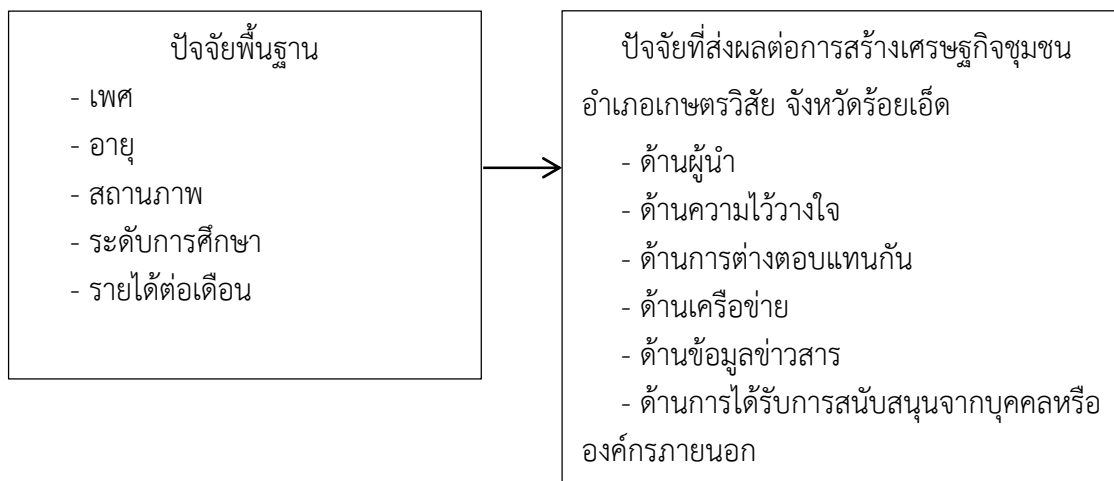 ปัจจัยพื้นฐาน
- เพศ
- อายุ
- สถานภาพ
- ระดับการศึกษา
- รายได้ต่อเดือน
ปัจจัยที่ส่งผลต่อการสร้างเศรษฐกิจชุมชน
อำเภอเกษตรวิสัย จังหวัดร้อยเอ็ด
- ด้านผู้นำ
- ด้านความไว้วางใจ
- ด้านการต่างตอบแทนกัน
- ด้านเครือข่าย
- ด้านข้อมูลข่าวสาร
- ด้านการได้รับการสนับสนุนจากบุคคลหรือ
องค์กรภายนอก